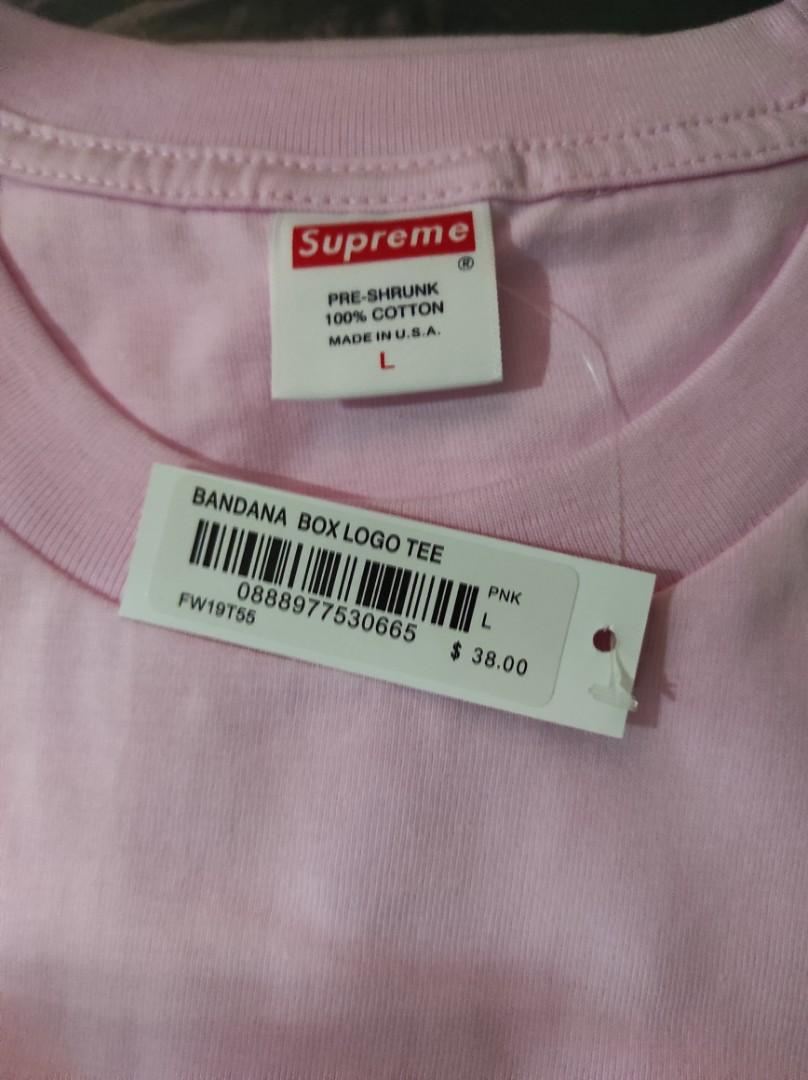 Supreme
®
PRE-SHRUNK
100% COTTON
MADE IN U.S.A.
L
BANDANA BOX LOGO TEE
PNK
L
0888977530665
FW19T55
$ 38.00